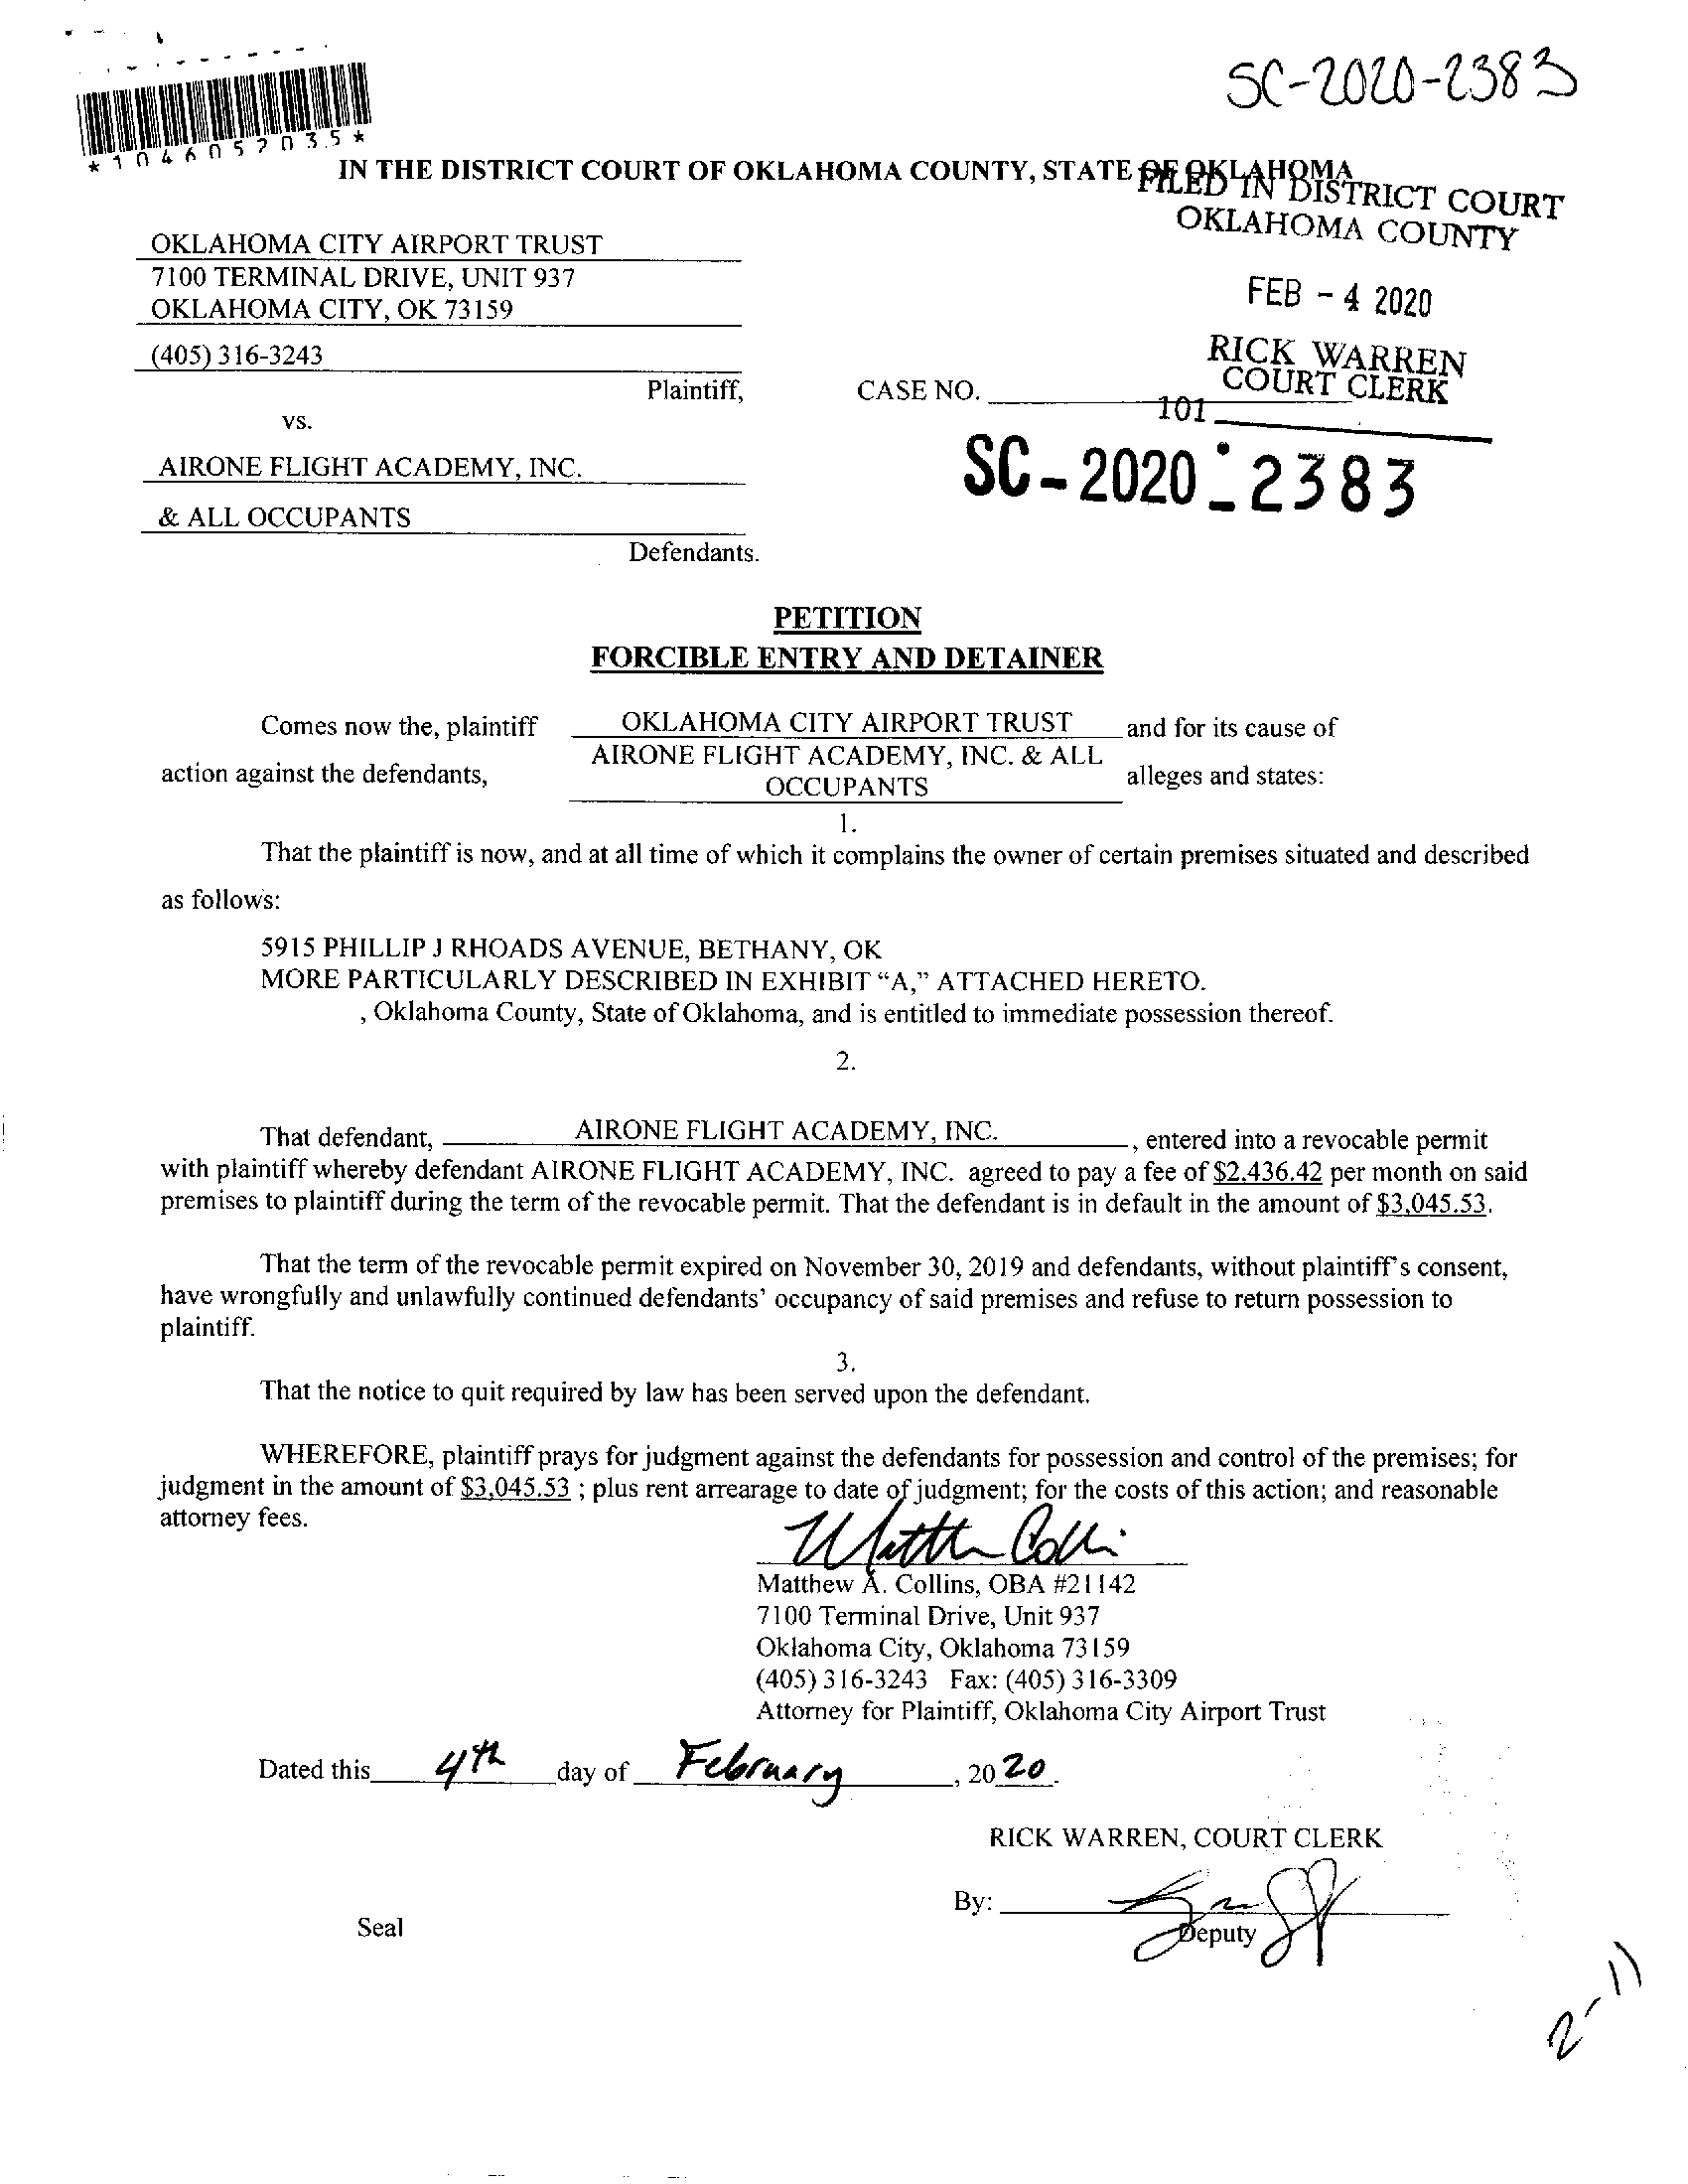 SC-2020-2383
*1046052035*
IN THE DISTRICT COURT OF OKLAHOMA COUNTY, STATE OF OKLAHOMA
FILED IN DISTRICT COURT
OKLAHOMA COUNTY
FEB - 4 2020
RICK WARREN
COURT CLERK
101
OKLAHOMA CITY AIRPORT TRUST
7100 TERMINAL DRIVE, UNIT 937
OKLAHOMA CITY, OK 73159
(405) 316-3243
Plaintiff,
CASE NO.
vs.
SC-2020-2383
AIRONE FLIGHT ACADEMY, INC.
& ALL OCCUPANTS
Defendants.
PETITION
FORCIBLE ENTRY AND DETAINER
Comes now the, plaintiff OKLAHOMA CITY AIRPORT TRUST and for its cause of
AIRONE FLIGHT ACADEMY, INC. & ALL
action against the defendants, OCCUPANTS alleges and states:
1.
That the plaintiff is now, and at all time of which it complains the owner of certain premises situated and described
as follows:
5915 PHILLIP J RHOADS AVENUE, BETHANY, OK
MORE PARTICULARLY DESCRIBED IN EXHIBIT “A,” ATTACHED HERETO.
, Oklahoma County, State of Oklahoma, and is entitled to immediate possession thereof.
2.
That defendant, AIRONE FLIGHT ACADEMY, INC. , entered into a revocable permit
with plaintiff whereby defendant AIRONE FLIGHT ACADEMY, INC. agreed to pay a fee of $2,436.42 per month on said
premises to plaintiff during the term of the revocable permit. That the defendant is in default in the amount of $3,045.53.
That the term of the revocable permit expired on November 30, 2019 and defendants, without plaintiff's consent,
have wrongfully and unlawfully continued defendants’ occupancy of said premises and refuse to return possession to
plaintiff.
3.
That the notice to quit required by law has been served upon the defendant.
WHEREFORE, plaintiff prays for judgment against the defendants for possession and control of the premises; for
judgment in the amount of $3,045.53 ; plus rent arrearage to date of judgment; for the costs of this action; and reasonable
attorney fees.
Matthew A. Collins, OBA #21142
7100 Terminal Drive, Unit 937
Oklahoma City, Oklahoma 73159
(405) 316-3243 Fax: (405) 316-3309
Attorney for Plaintiff, Oklahoma City Airport Trust
Dated this 4th day of February, 2020.
RICK WARREN, COURT CLERK
By:
Deputy
Seal
2-11